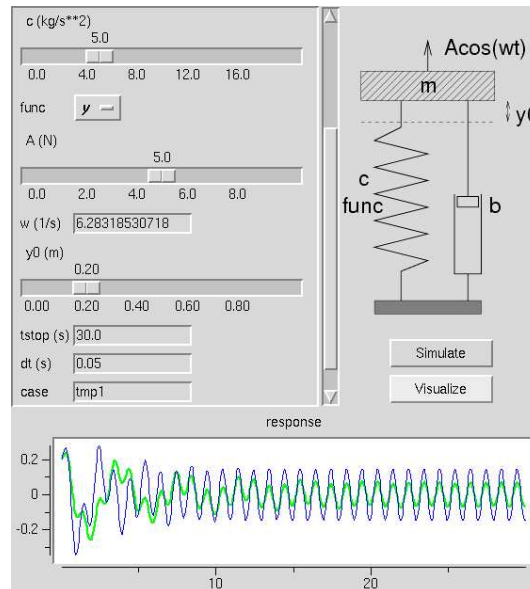 c (kg/s**2)
5.0
0.0 4.0 8.0 12.0 16.0
func y
A (N)
5.0
0.0 2.0 4.0 6.0 8.0
w (1/s) 6.28318530718
y0 (m)
0.20
0.00 0.20 0.40 0.60 0.80
tstop (s) 30.0
dt (s) 0.05
case tmp1
Acos(wt)
m
y0
c
func
b
Simulate
Visualize
response
0.2
0
-0.2
10 20